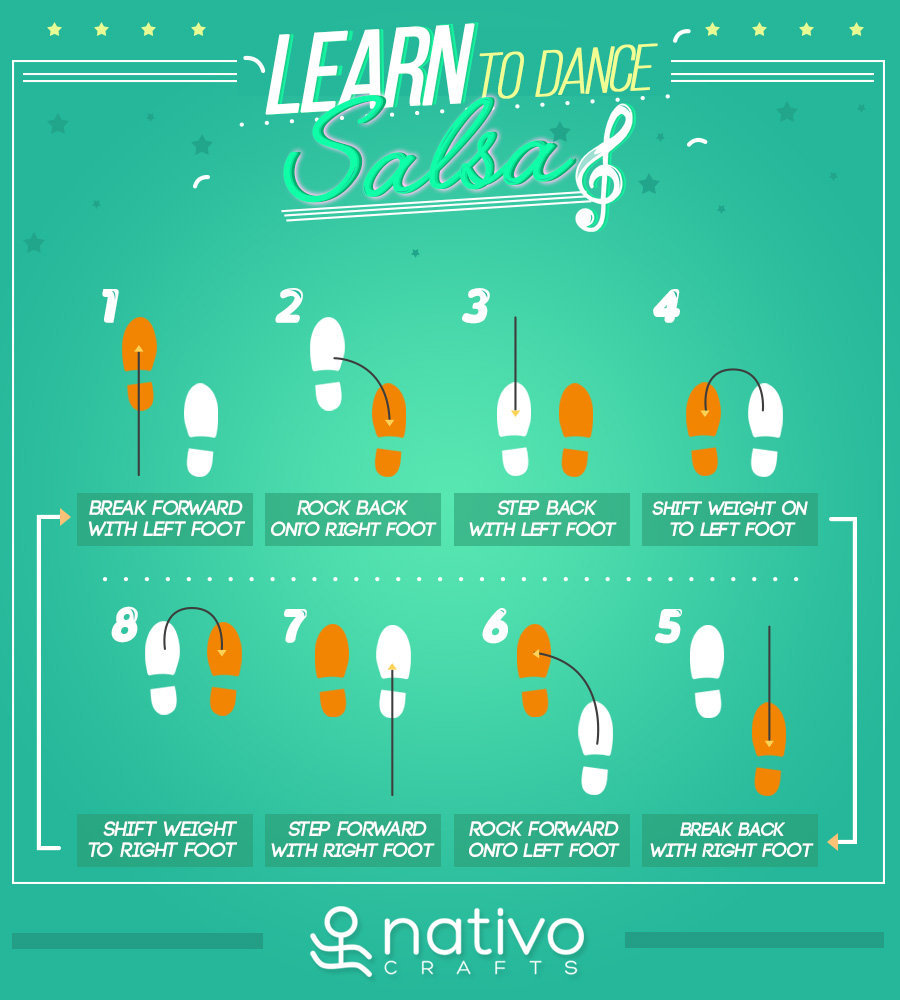 LEARN TO DANCE
Salsa
1
BREAK FORWARD
WITH LEFT FOOT
2
ROCK BACK
ONTO RIGHT FOOT
3
STEP BACK
WITH LEFT FOOT
4
SHIFT WEIGHT ON
TO LEFT FOOT
8
SHIFT WEIGHT
TO RIGHT FOOT
7
STEP FORWARD
WITH RIGHT FOOT
6
ROCK FORWARD
ONTO LEFT FOOT
5
BREAK BACK
WITH RIGHT FOOT
nativo
CRAFTS